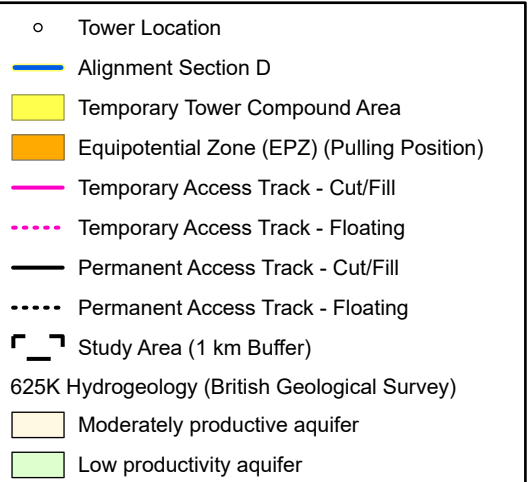 Tower Location
Alignment Section D
Temporary Tower Compound Area
Equipotential Zone (EPZ) (Pulling Position)
Temporary Access Track - Cut/Fill
Temporary Access Track - Floating
Permanent Access Track - Cut/Fill
Permanent Access Track - Floating
Study Area (1 km Buffer)
625K Hydrogeology (British Geological Survey)
Moderately productive aquifer
Low productivity aquifer